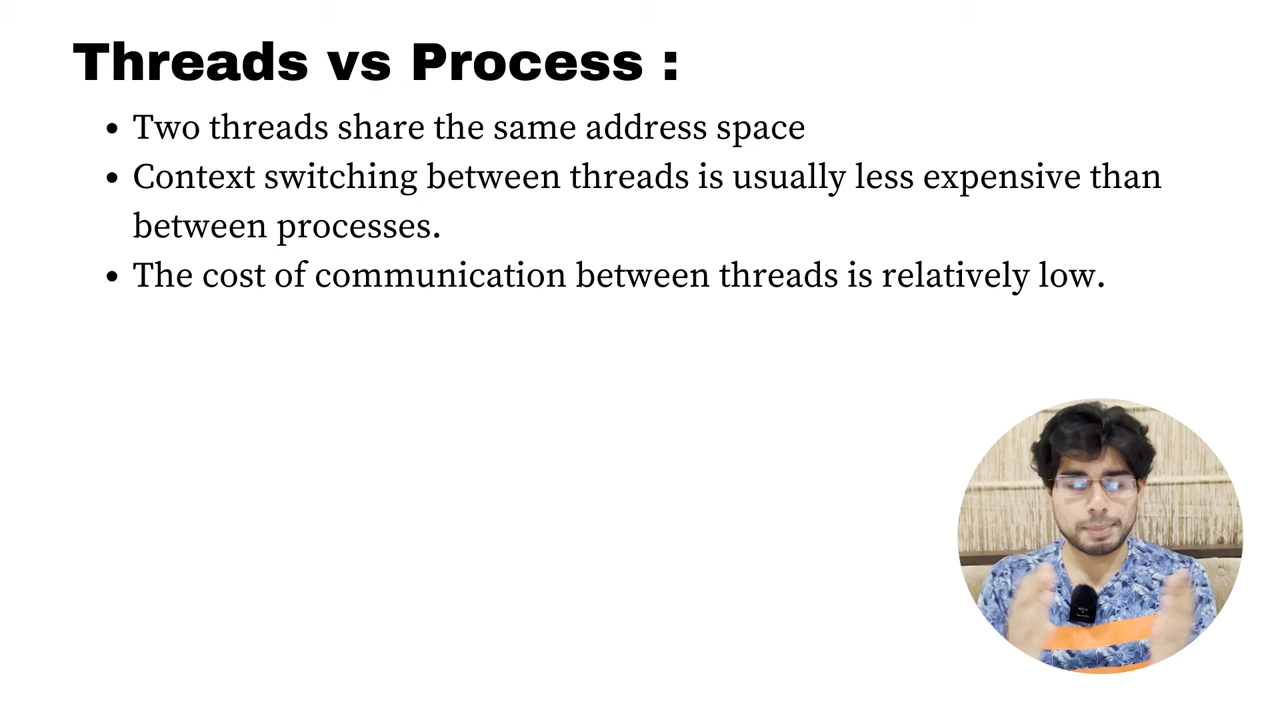 Threads vs Process :
• Two threads share the same address space
• Context switching between threads is usually less expensive than
between processes.
• The cost of communication between threads is relatively low.